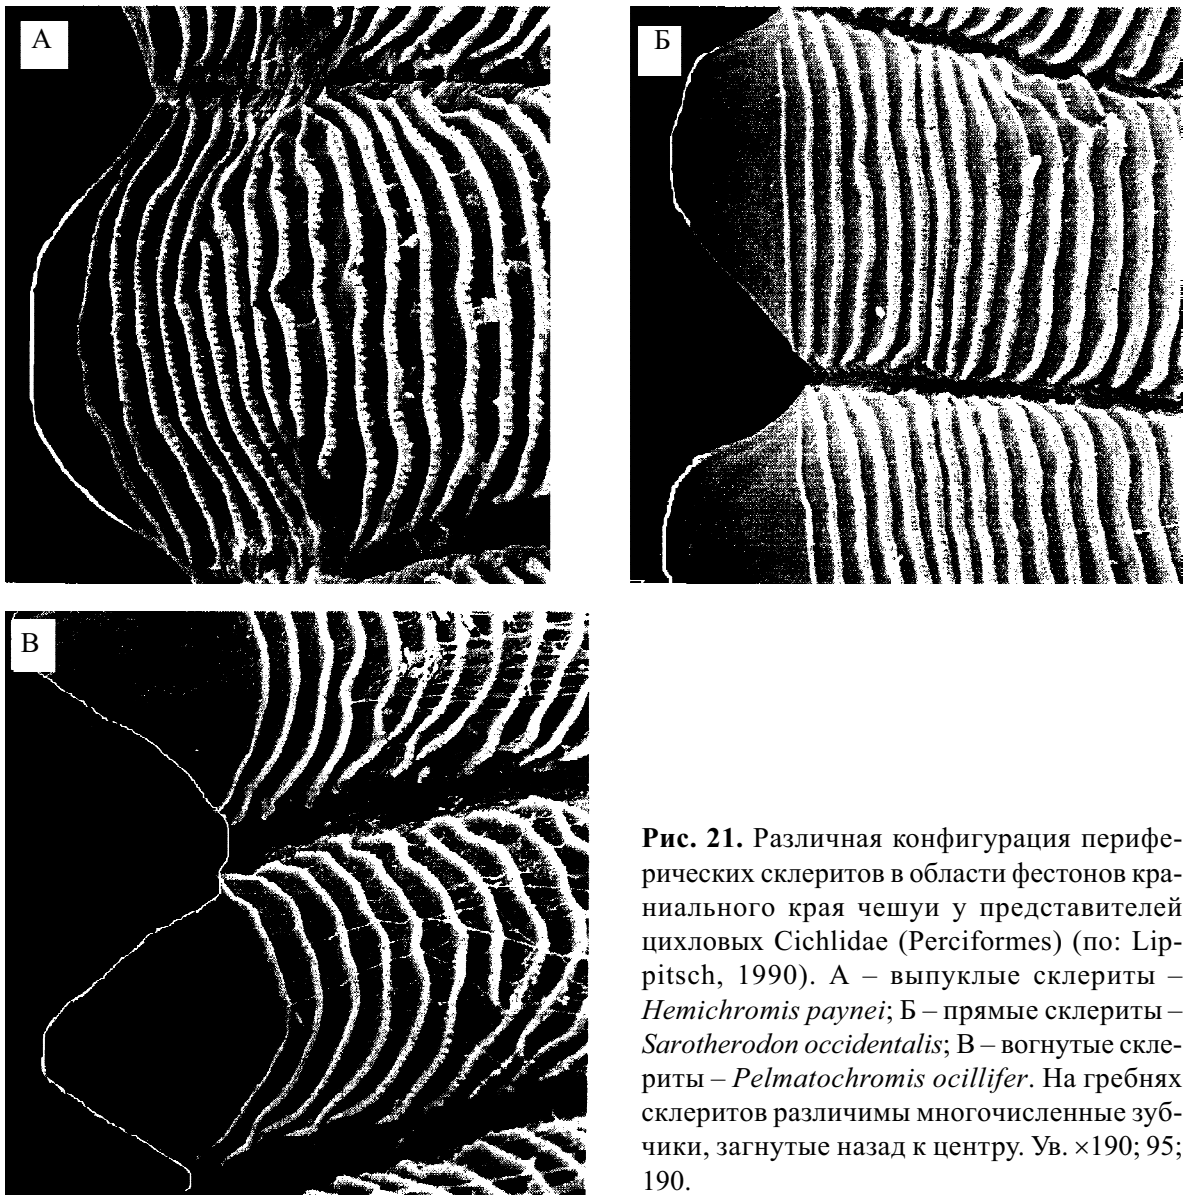 А
Б
В
Рис. 21. Различная конфигурация перифе-
рических склеритов в области фестонов кра-
ниального края чешуи у представителей
цихловых Cichlidae (Perciformes) (по: Lip-
pitsch, 1990). А – выпуклые склериты –
Hemichromis paynei; Б – прямые склериты –
Sarotherodon occidentalis; В – вогнутые скле-
риты – Pelmatochromis ocillifer. На гребнях
склеритов различимы многочисленные зуб-
чики, загнутые назад к центру. Ув. ×190; 95;
190.